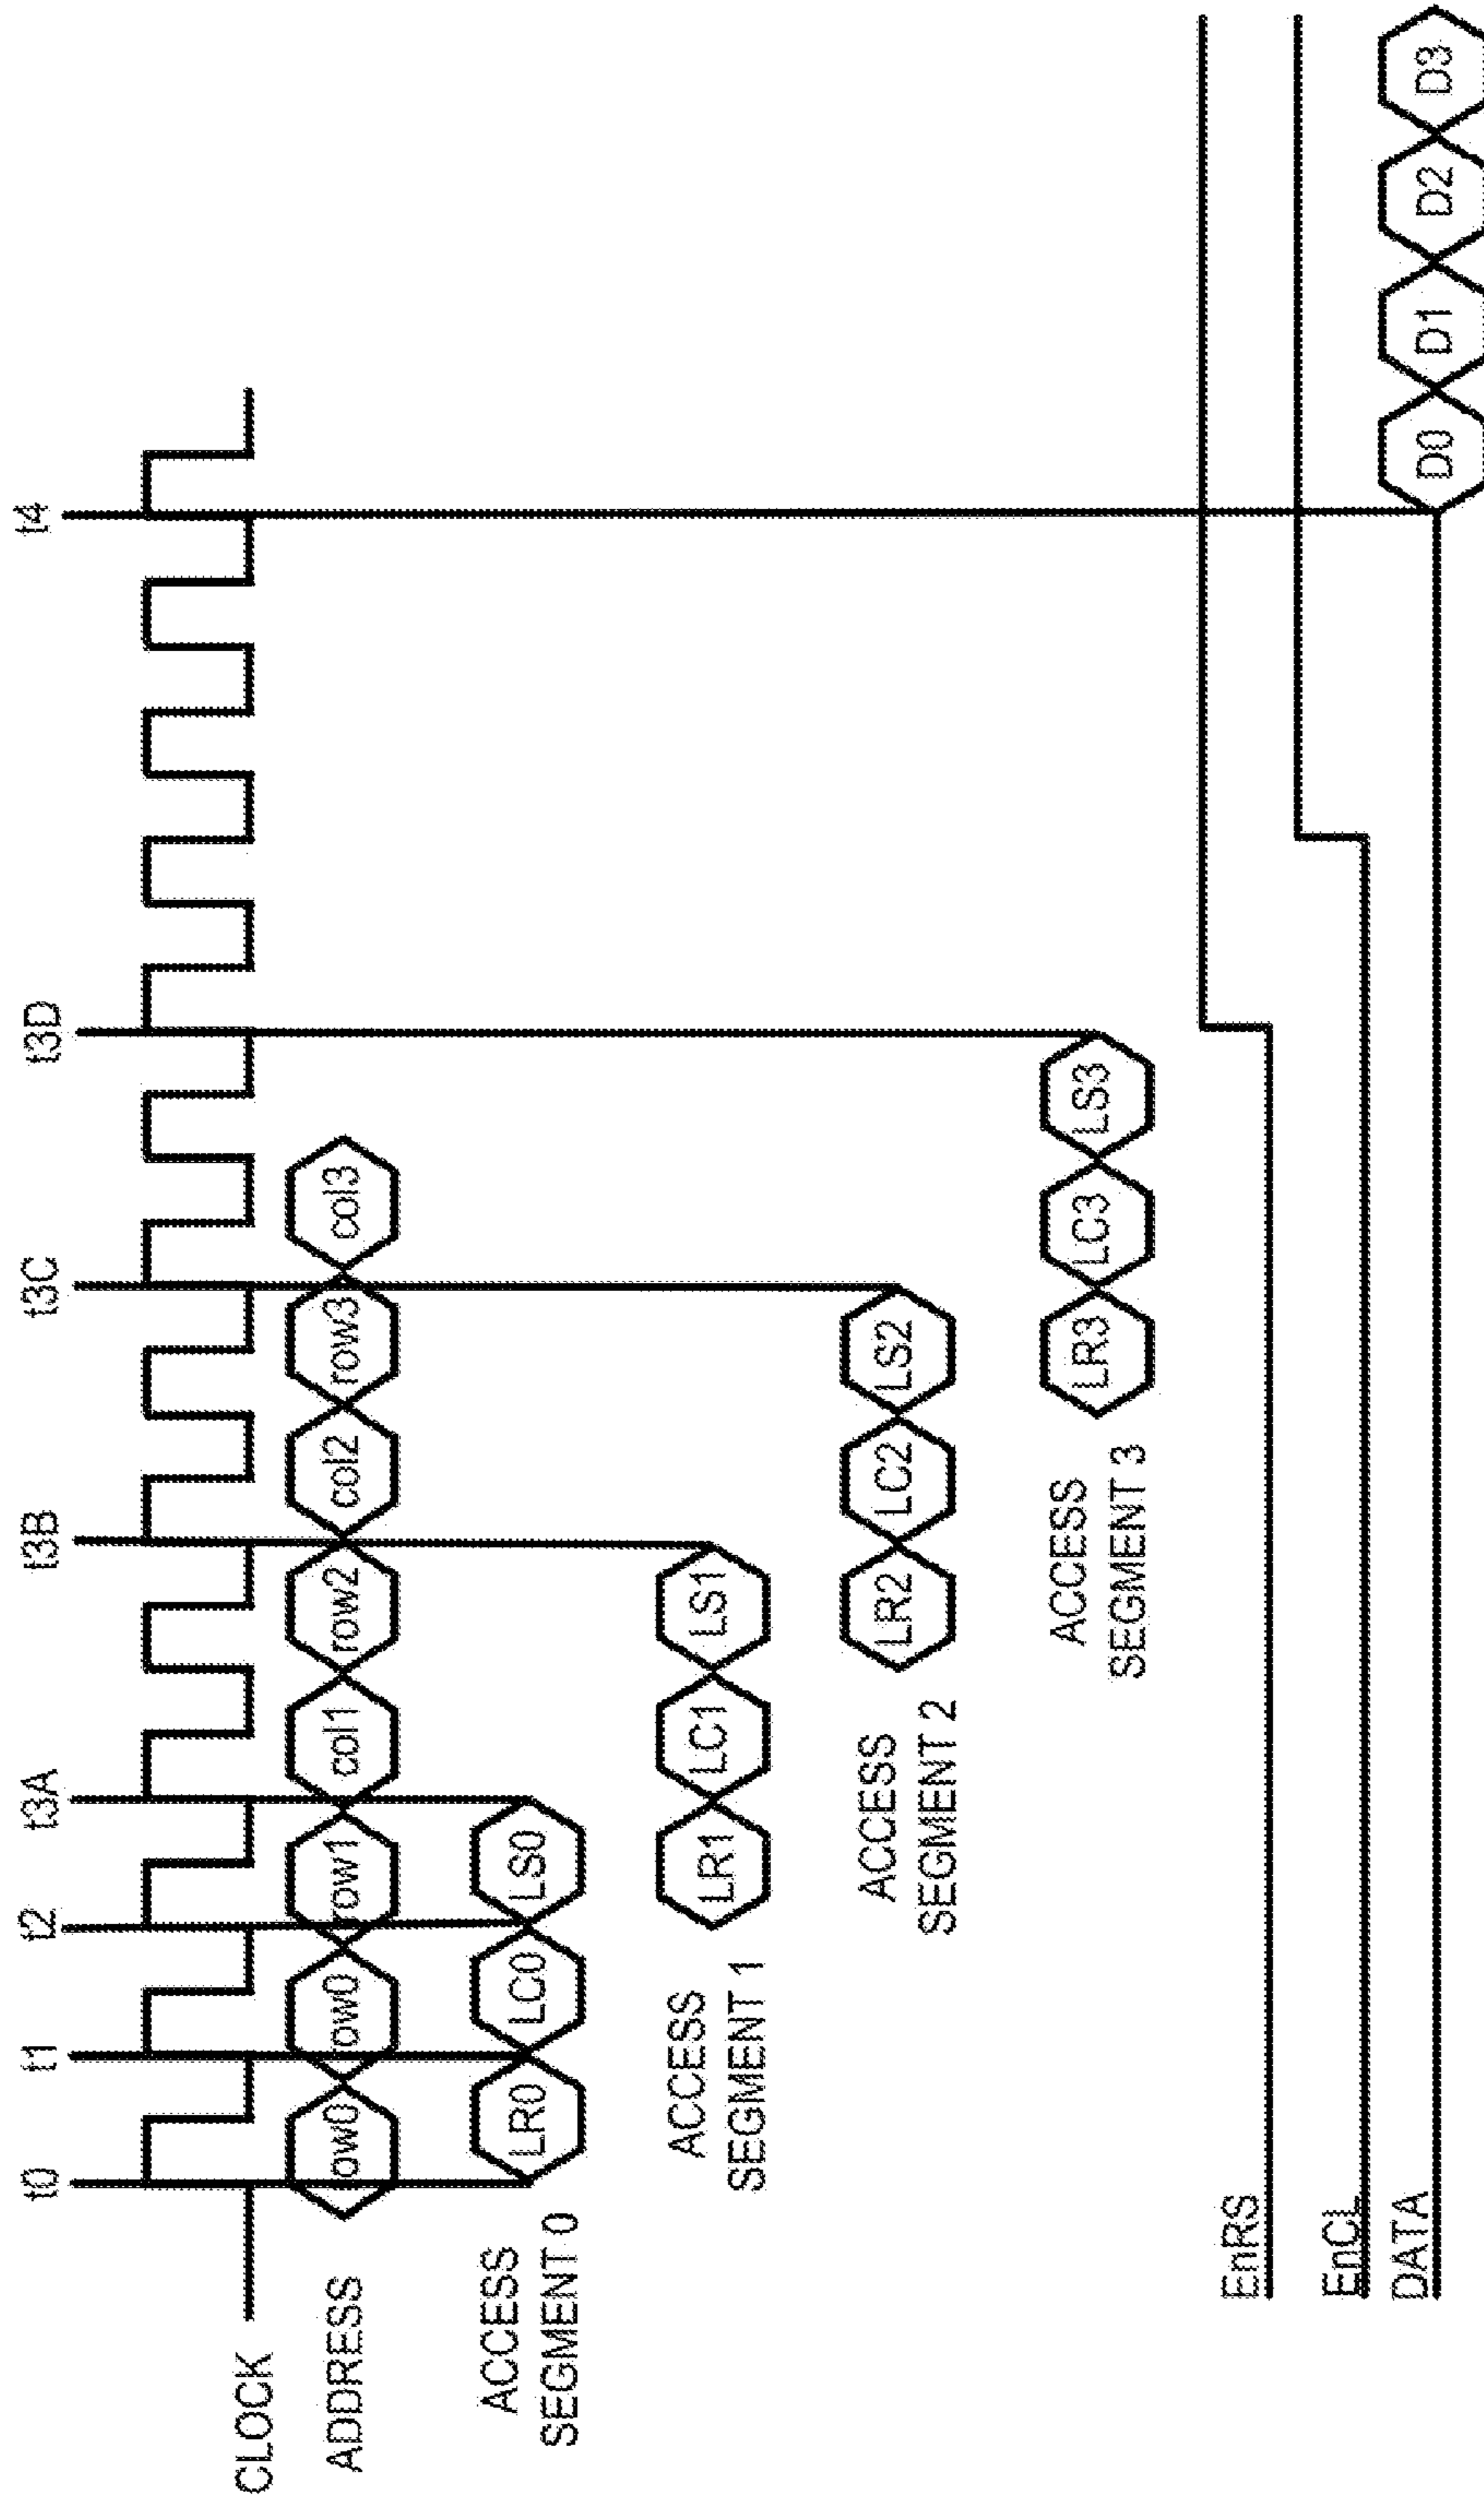 t0 t1 t2 t3A t3B t3C t3D t4
CLOCK
ADDRESS row0 row0 row1 col1 row2 col2 row3 col3
ACCESS
SEGMENT 0
LR0 LC0 LS0
ACCESS
SEGMENT 1
LR1 LC1 LS1
ACCESS
SEGMENT 2
LR2 LC2 LS2
ACCESS
SEGMENT 3
LR3 LC3 LS3
EnRS
EnCL
DATA D0 D1 D2 D3